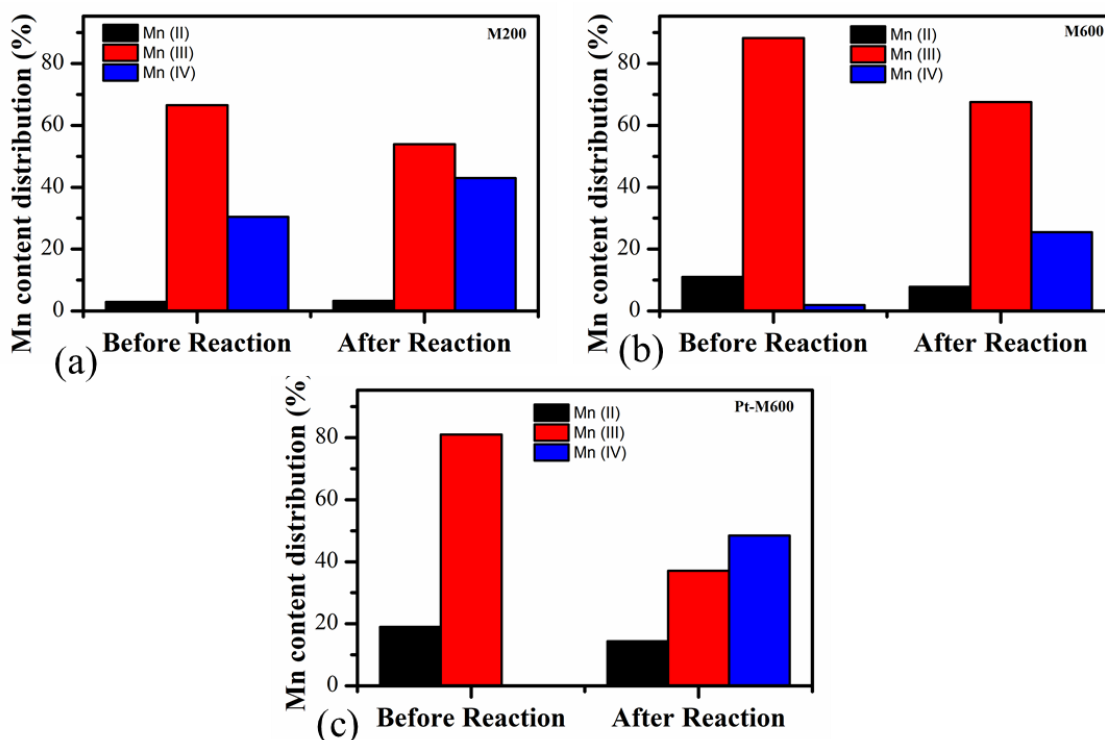 Mn content distribution (%)
80
60
40
20
0
Mn (II)
Mn (III)
Mn (IV)
M200
Before Reaction
After Reaction
(a)
Mn content distribution (%)
80
60
40
20
0
Mn (II)
Mn (III)
Mn (IV)
M600
Before Reaction
After Reaction
(b)
Mn content distribution (%)
80
60
40
20
0
Mn (II)
Mn (III)
Mn (IV)
Pt-M600
Before Reaction
After Reaction
(c)